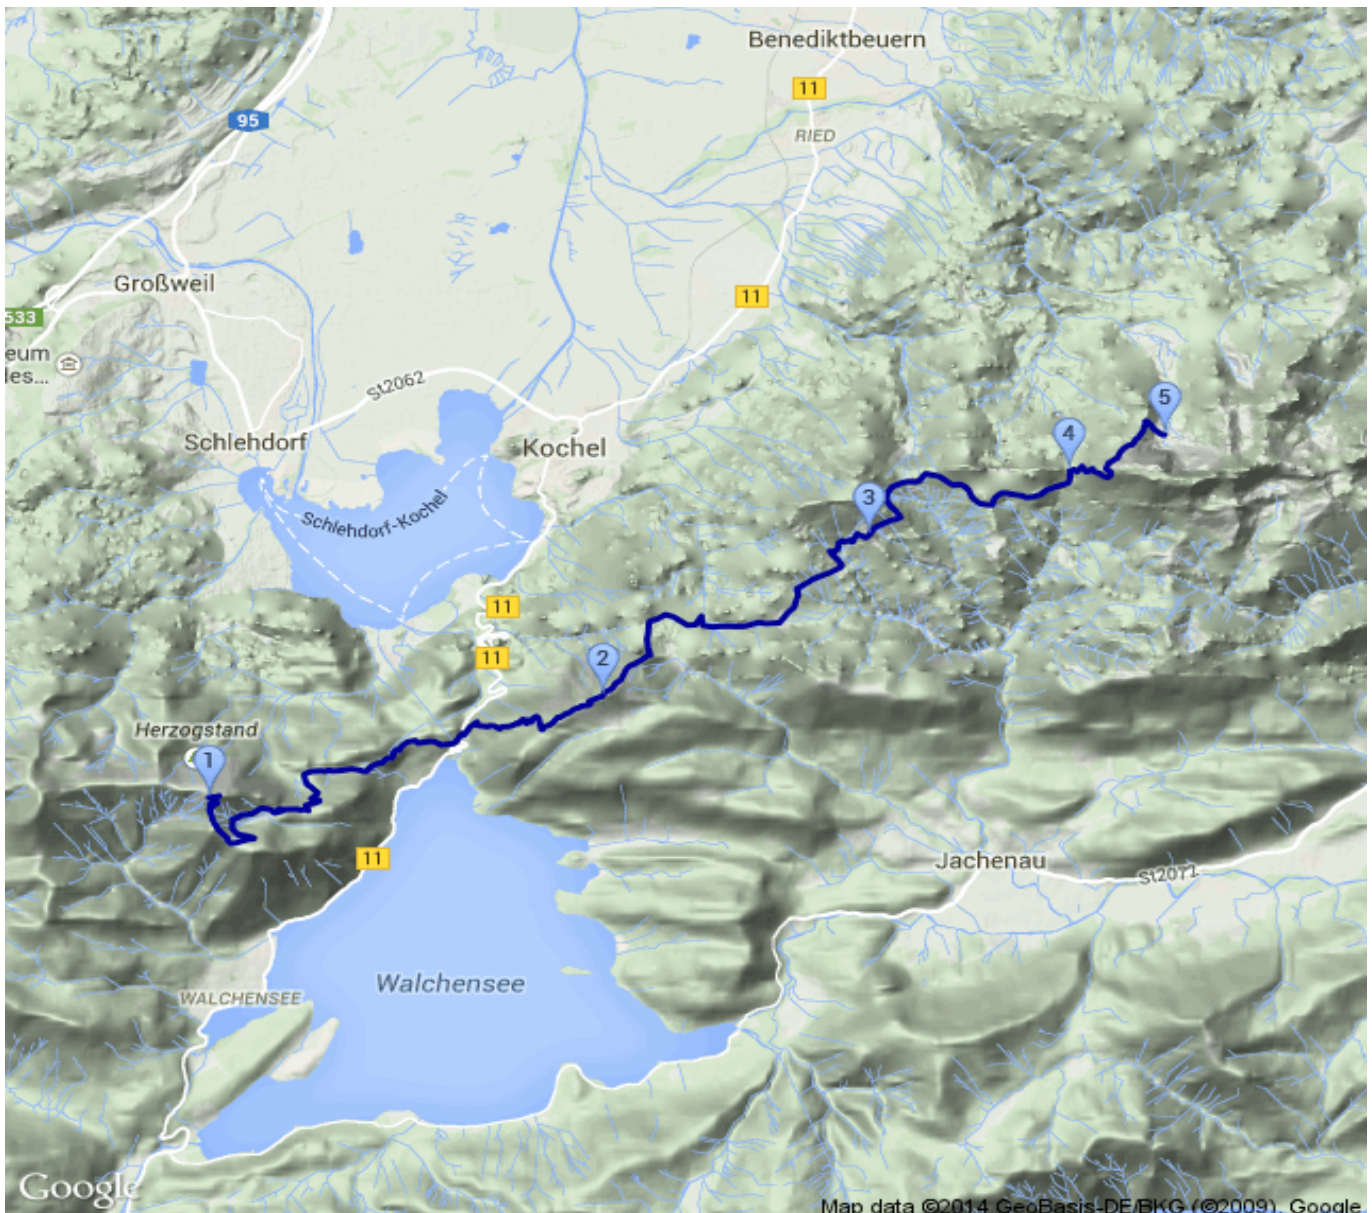 Benediktbeuern
11
RIED
95
Großweil
11
533
eum
les...
St2062
Schlehdorf
Kochel
Schlehdorf-Kochel
5
4
3
11
11
2
Herzogstand
1
11
Jachenau
St2072
Walchensee
WALCHENSEE
Google
Map data ©2014 GeoBasis-DE/BKG (©2009), Google